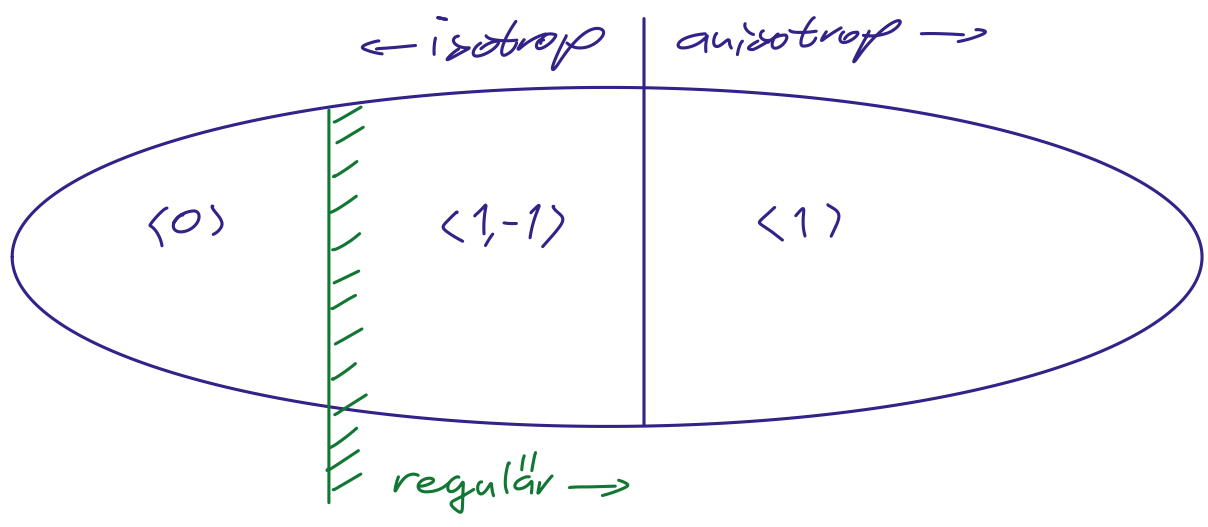 ← isotrop | anisotrop →
⟨0⟩ ⟨1,-1⟩ ⟨1⟩
regulär →